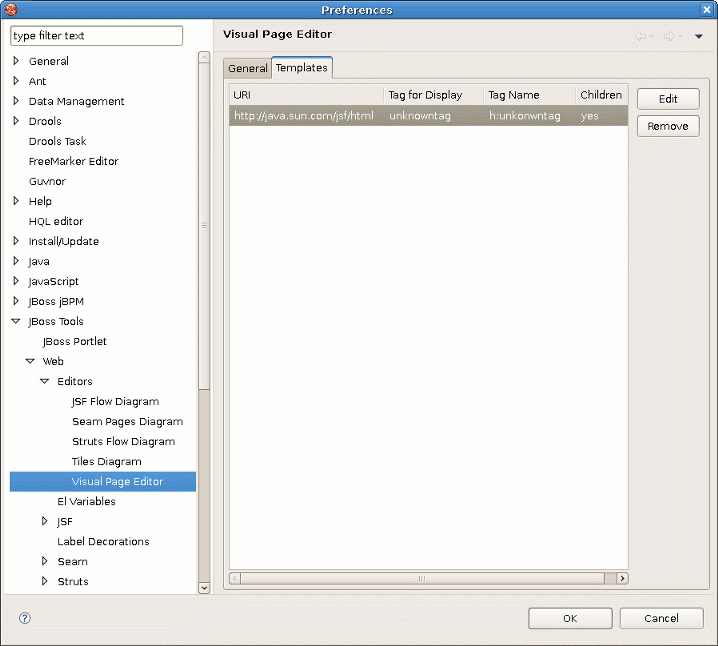 Preferences
type filter text
General
Ant
Data Management
Drools
Drools Task
FreeMarker Editor
Guvnor
Help
HQL editor
Install/Update
Java
JavaScript
JBoss jBPM
JBoss Tools
JBoss Portlet
Web
Editors
JSF Flow Diagram
Seam Pages Diagram
Struts Flow Diagram
Tiles Diagram
Visual Page Editor
El Variables
JSF
Label Decorations
Seam
Struts
Visual Page Editor
General Templates
URI Tag for Display Tag Name Children
http://java.sun.com/jsf/html unknowntag h:unkonwntag yes
Edit
Remove
OK Cancel